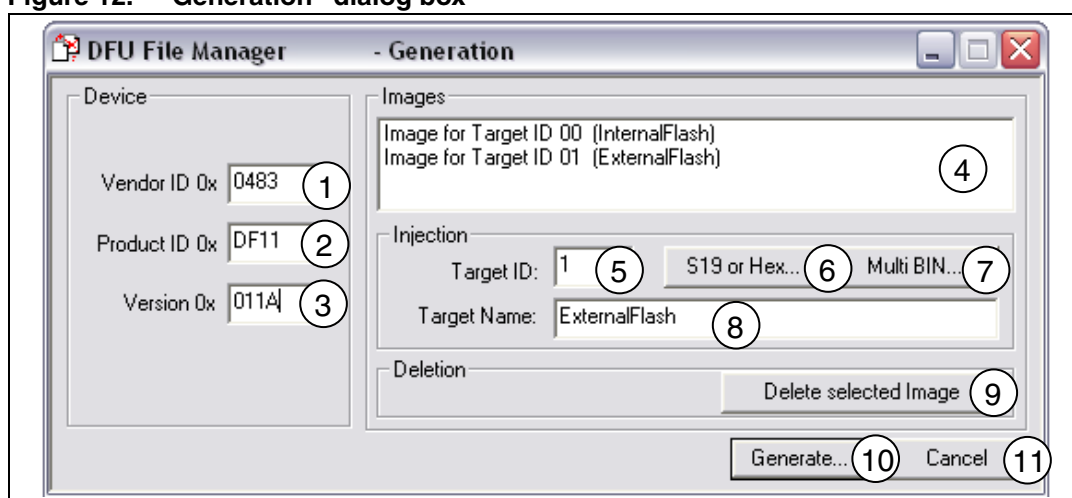 Figure 12. "Generation" dialog box
DFU File Manager - Generation
Device
Vendor ID 0x 0483 1
Product ID 0x DF11 2
Version 0x 011A 3
Images
Image for Target ID 00 (InternalFlash)
Image for Target ID 01 (ExternalFlash)
4
Injection
Target ID: 1 5 S19 or Hex... 6 Multi BIN... 7
Target Name: ExternalFlash 8
Deletion
Delete selected Image 9
Generate... 10 Cancel 11